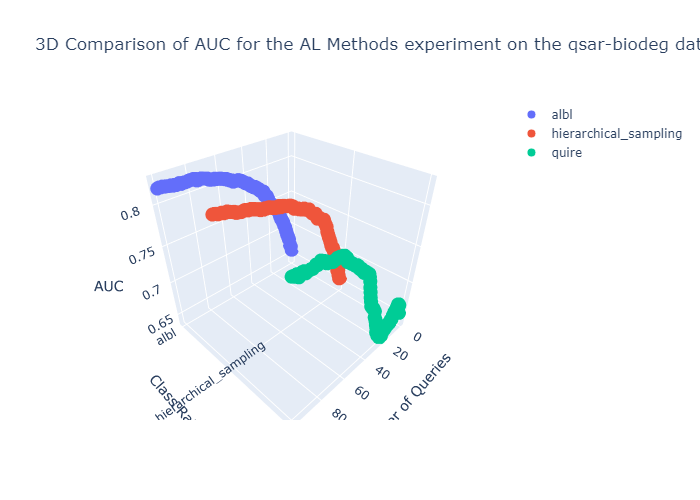 3D Comparison of AUC for the AL Methods experiment on the qsar-biodeg
albl
hierarchical_sampling
quire
0.8
0.75
AUC
0.7
0.65
albl
hierarchical_sampling
0
20
40
60
80
of Queries